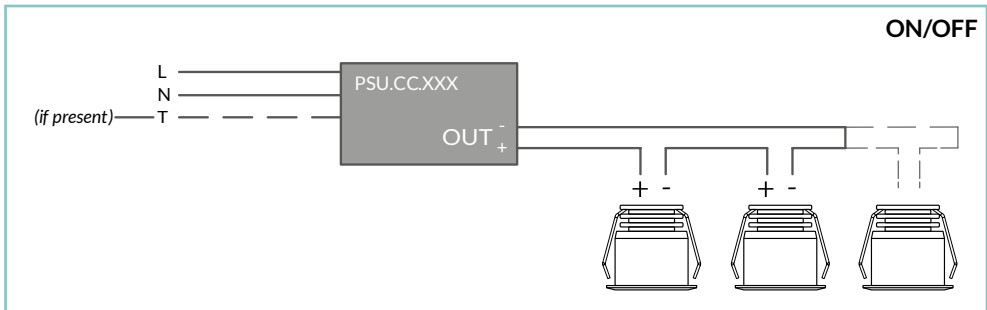 ON/OFF
L
PSU.CC.XXX
N
(if present) T
OUT -
+
+ - + -